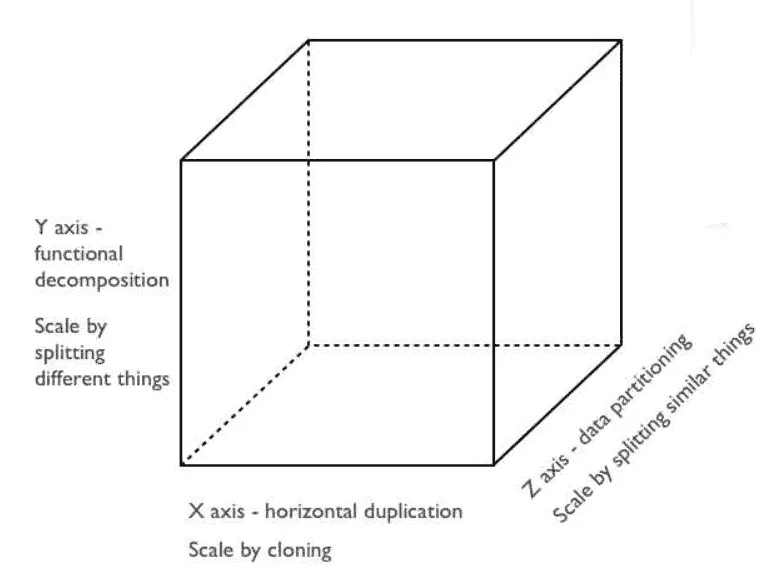 Y axis -
functional
decomposition
Scale by
splitting
different things
Z axis - data partitioning
Scale by splitting similar things
X axis - horizontal duplication
Scale by cloning